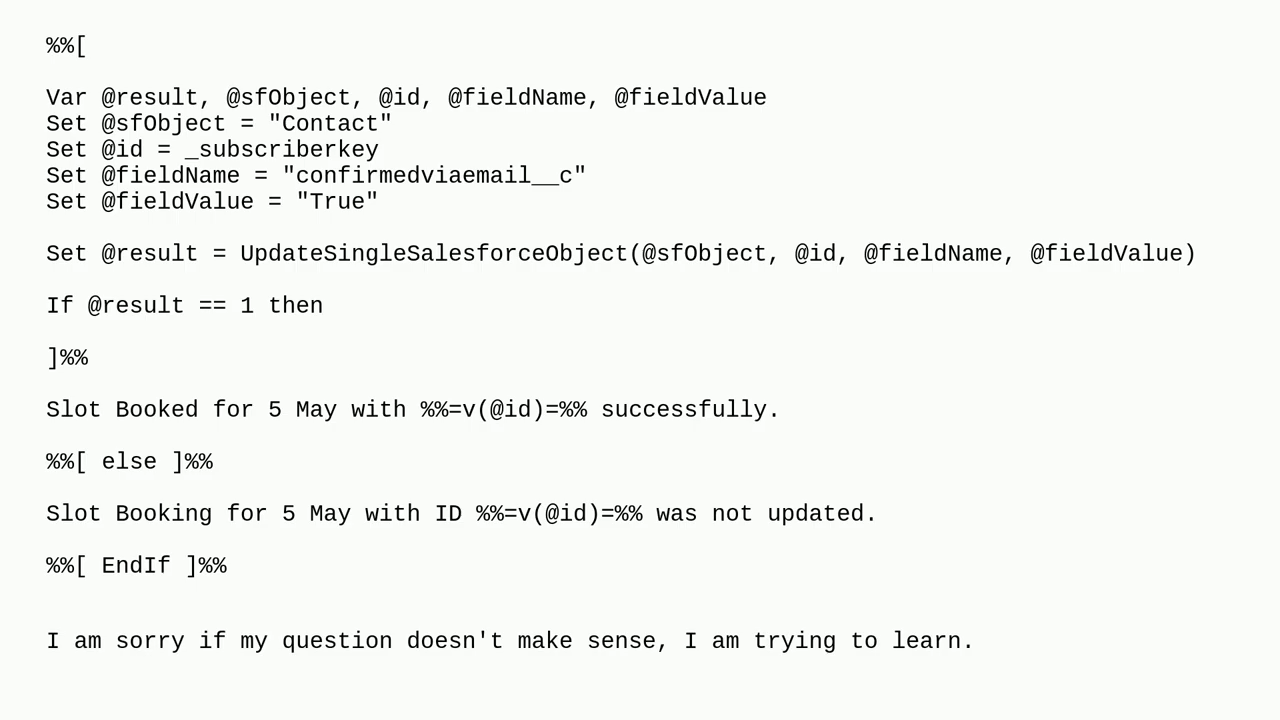 %%[
Var @result, @sfObject, @id, @fieldName, @fieldValue
Set @sfObject = "Contact"
Set @id = _subscriberkey
Set @fieldName = "confirmedviaemail__c"
Set @fieldValue = "True"
Set @result = UpdateSingleSalesforceObject(@sfObject, @id, @fieldName, @fieldValue)
If @result == 1 then
]%%
Slot Booked for 5 May with %%=v(@id)=%% successfully.
%%[ else ]%%
Slot Booking for 5 May with ID %%=v(@id)=%% was not updated.
%%[ EndIf ]%%
I am sorry if my question doesn't make sense, I am trying to learn.